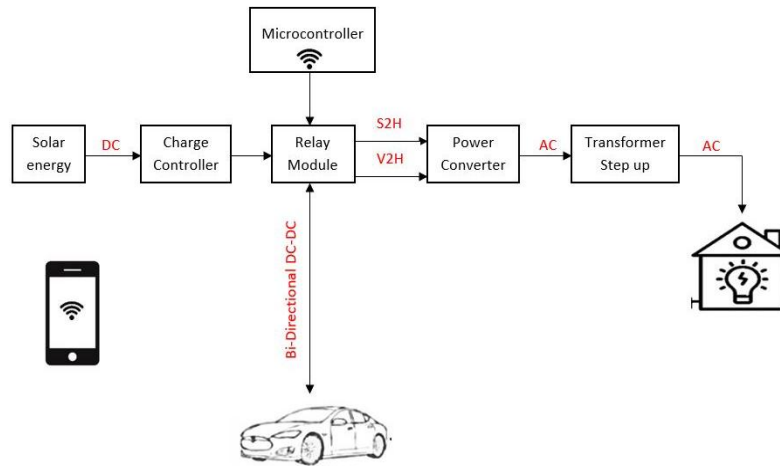 Microcontroller
Solar
energy
DC
Charge
Controller
Relay
Module
S2H
V2H
Power
Converter
AC
Transformer
Step up
AC
Bi-Directional DC-DC